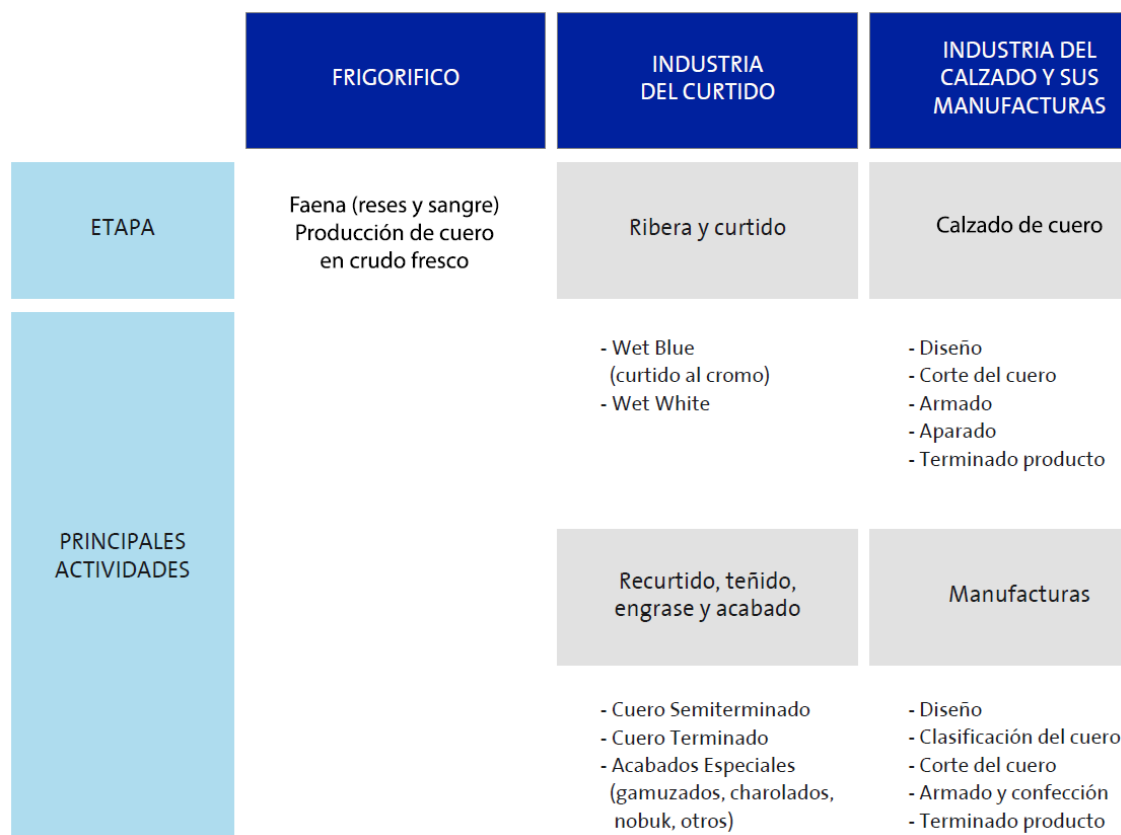 FRIGORIFICO
INDUSTRIA
DEL CURTIDO
INDUSTRIA DEL
CALZADO Y SUS
MANUFACTURAS
ETAPA
Faena (reses y sangre)
Producción de cuero
en crudo fresco
Ribera y curtido
Calzado de cuero
PRINCIPALES
ACTIVIDADES
- Wet Blue
(curtido al cromo)
- Wet White
- Diseño
- Corte del cuero
- Armado
- Aparado
- Terminado producto
Recurtido, teñido,
engrase y acabado
Manufacturas
- Cuero Semiterminado
- Cuero Terminado
- Acabados Especiales
(gamuzados, charolados,
nobuk, otros)
- Diseño
- Clasificación del cuero
- Corte del cuero
- Armado y confección
- Terminado producto